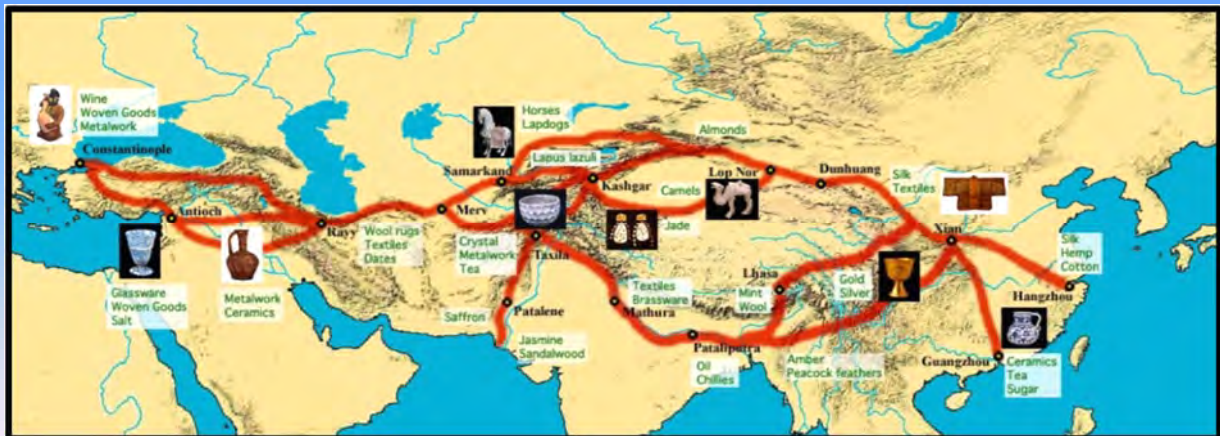 Wine
Woven Goods
Metalwork
Constantinople
Antioch
Glassware
Woven Goods
Salt
Metalwork
Ceramics
Rayy
Wool rugs
Textiles
Dates
Merv
Samarkand
Horses
Lapdogs
Lapus lazuli
Crystal
Metalwork
Tea
Taxila
Kashgar
Camels
Jade
Almonds
Lop Nor
Dunhuang
Silk
Textiles
Xian
Silk
Hemp
Cotton
Hangzhou
Guangzhou
Ceramics
Tea
Sugar
Gold
Silver
Lhasa
Mint
Wool
Textiles
Brassware
Mathura
Pataliputra
Oil
Chillies
Amber
Peacock feathers
Saffron
Patalene
Jasmine
Sandalwood